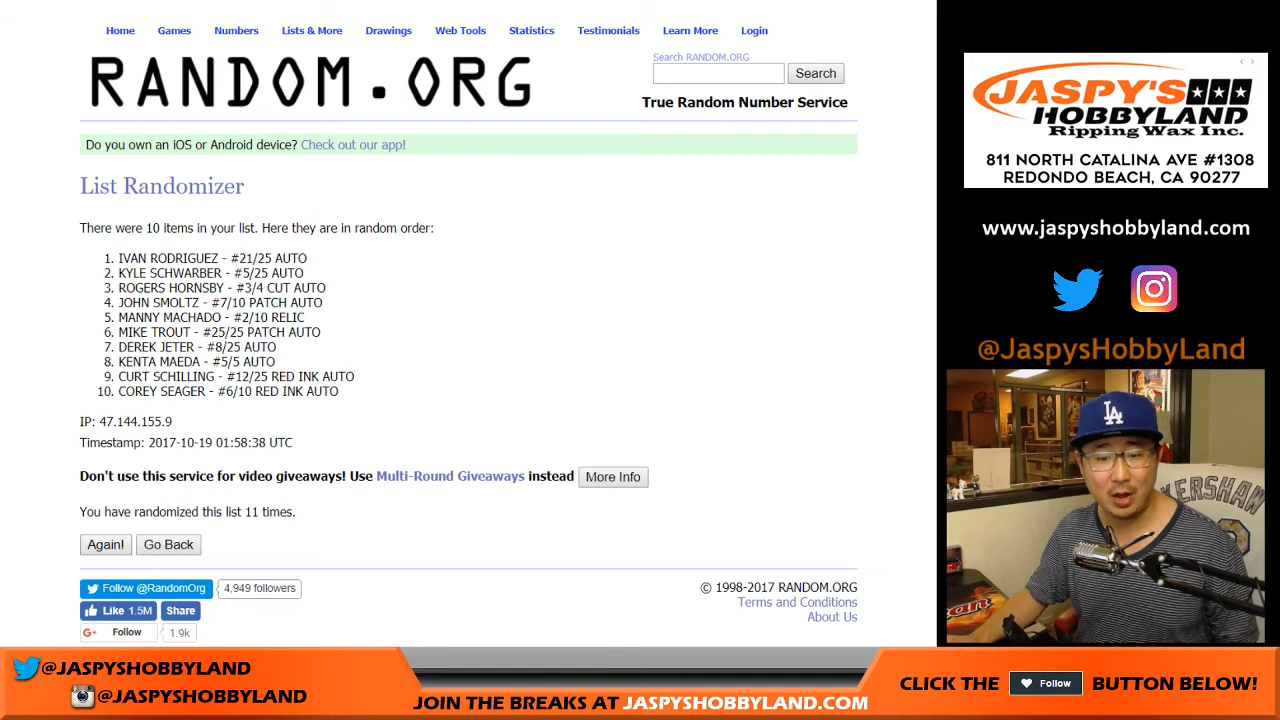 Home Games Numbers Lists & More Drawings Web Tools Statistics Testimonials Learn More Login
RANDOM.ORG
Search RANDOM.ORG
Search
True Random Number Service
Do you own an iOS or Android device? Check out our app!
List Randomizer
There were 10 items in your list. Here they are in random order:
1. IVAN RODRIGUEZ - #21/25 AUTO
2. KYLE SCHWARBER - #5/25 AUTO
3. ROGERS HORNSBY - #3/4 CUT AUTO
4. JOHN SMOLTZ - #7/10 PATCH AUTO
5. MANNY MACHADO - #2/10 RELIC
6. MIKE TROUT - #25/25 PATCH AUTO
7. DEREK JETER - #8/25 AUTO
8. KENTA MAEDA - #5/5 AUTO
9. CURT SCHILLING - #12/25 RED INK AUTO
10. COREY SEAGER - #6/10 RED INK AUTO
IP: 47.144.155.9
Timestamp: 2017-10-19 01:58:38 UTC
Don't use this service for video giveaways! Use Multi-Round Giveaways instead More Info
You have randomized this list 11 times.
Again! Go Back
Follow @RandomOrg 4,949 followers
Like 1.5M Share
G+ Follow 1.9k
© 1998-2017 RANDOM.ORG
Terms and Conditions
About Us
JASPY'S
HOBBYLAND
Ripping Wax Inc.
811 NORTH CATALINA AVE #1308
REDONDO BEACH, CA 90277
www.jaspyshobbyland.com
@JaspysHobbyLand
LA
ERSHAW
@JASPYSHOBBYLAND
@JASPYSHOBBYLAND
JOIN THE BREAKS AT JASPYSHOBBYLAND.COM
CLICK THE Follow BUTTON BELOW!